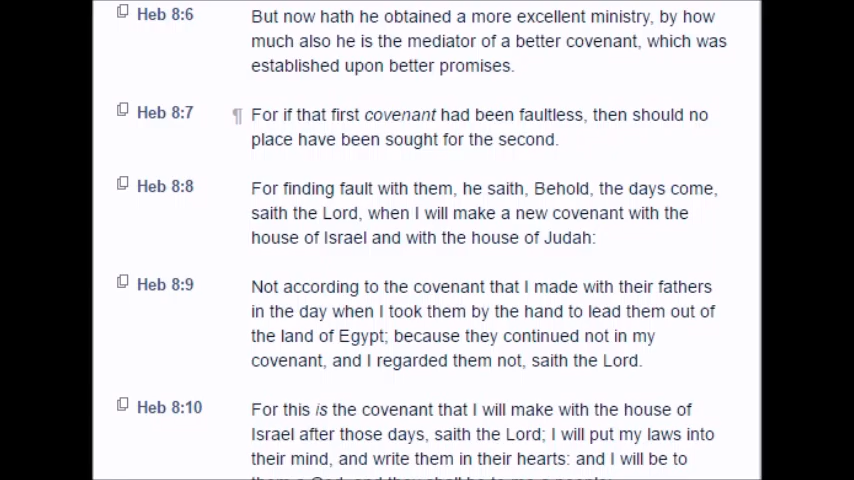 Heb 8:6 But now hath he obtained a more excellent ministry, by how
much also he is the mediator of a better covenant, which was
established upon better promises.
Heb 8:7 ¶ For if that first covenant had been faultless, then should no
place have been sought for the second.
Heb 8:8 For finding fault with them, he saith, Behold, the days come,
saith the Lord, when I will make a new covenant with the
house of Israel and with the house of Judah:
Heb 8:9 Not according to the covenant that I made with their fathers
in the day when I took them by the hand to lead them out of
the land of Egypt; because they continued not in my
covenant, and I regarded them not, saith the Lord.
Heb 8:10 For this is the covenant that I will make with the house of
Israel after those days, saith the Lord; I will put my laws into
their mind, and write them in their hearts: and I will be to